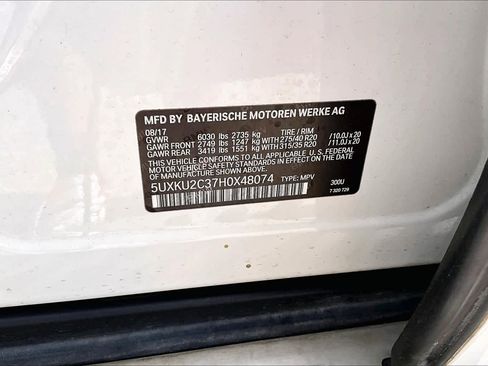 MFD BY BAYERISCHE MOTOREN WERKE AG
08/17
GVWR 6030 lbs 2735 kg TIRE / RIM
GAWR FRONT 2749 lbs 1247 kg WITH 275/40 R20 /10.0J x 20
GAWR REAR 3419 lbs 1551 kg WITH 315/35 R20 /11.0J x 20
THIS VEHICLE CONFORMS TO ALL APPLICABLE U.S. FEDERAL
MOTOR VEHICLE SAFETY STANDARDS IN EFFECT ON THE
DATE OF MANUFACTURE SHOWN ABOVE.
5UXKU2C37H0X48074 TYPE: MPV 300U
7 320 729